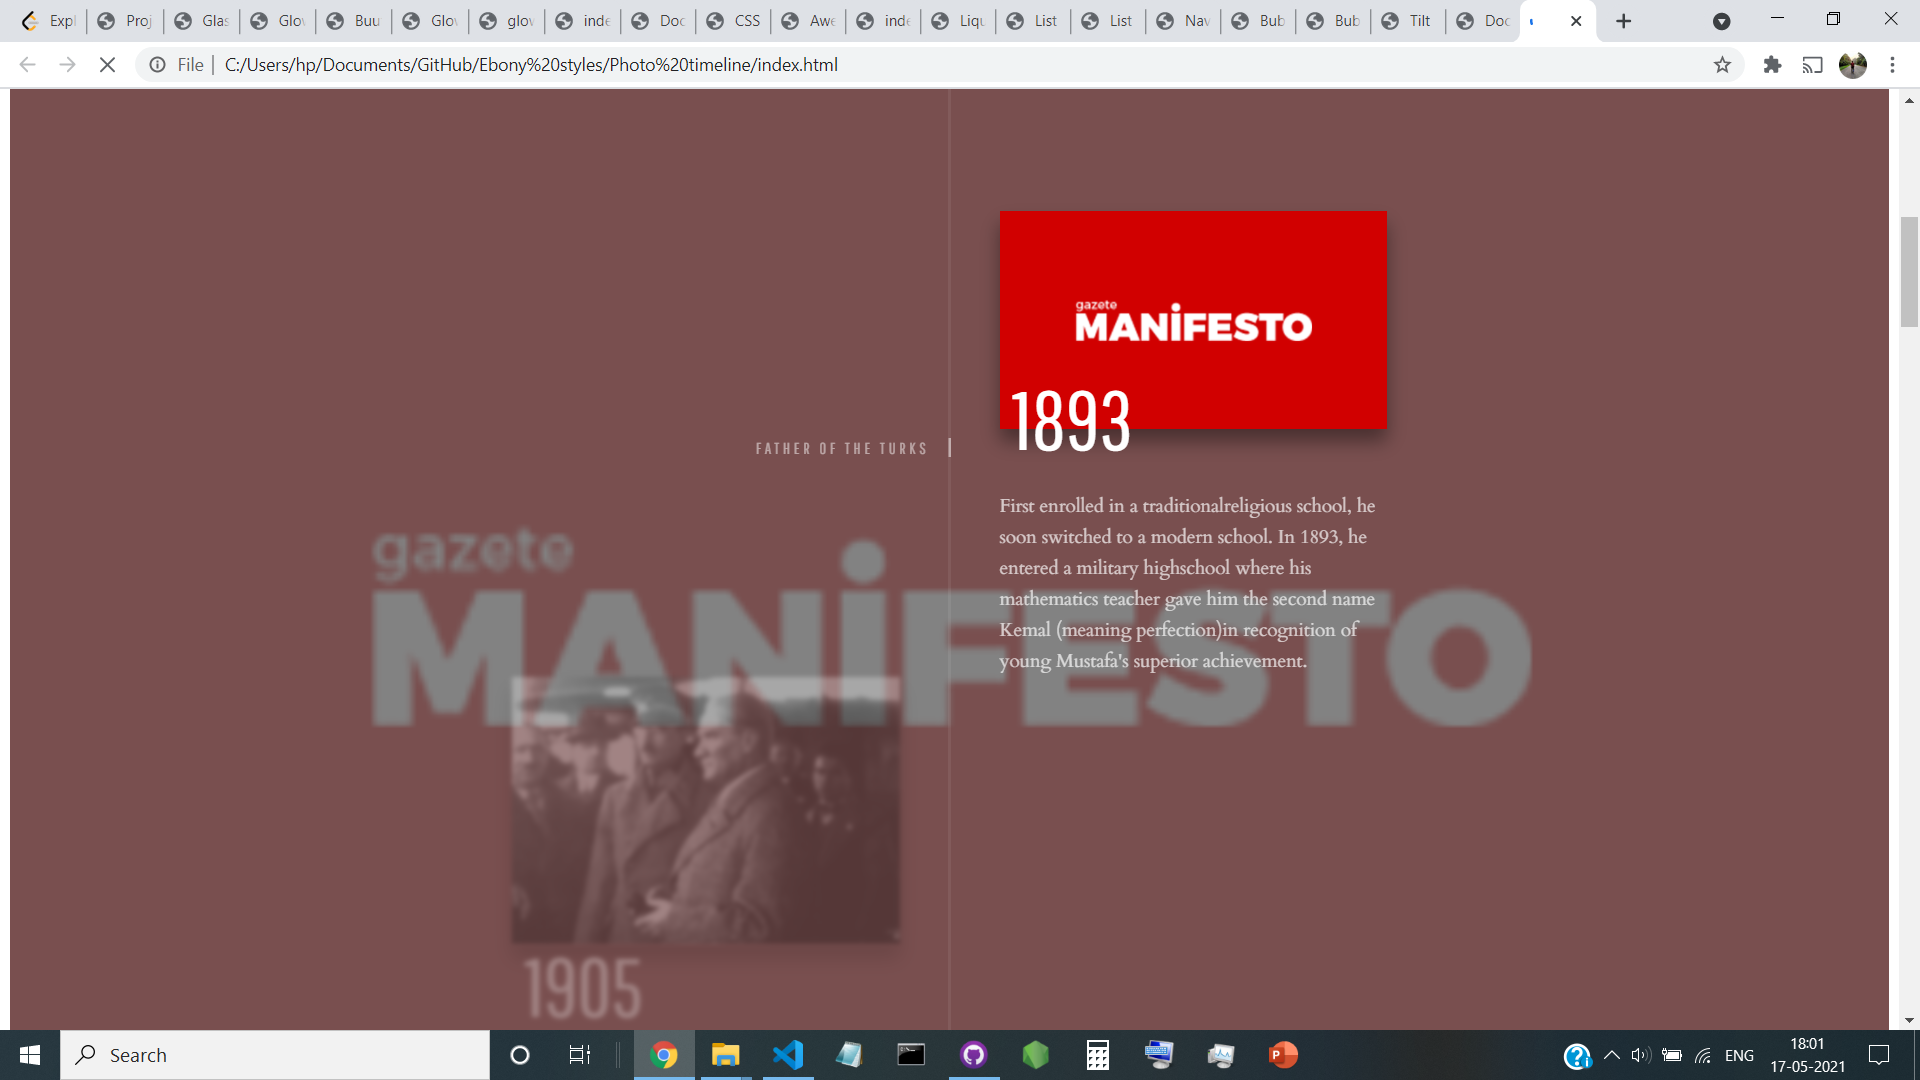 Expl
Proj
Glas
Glov
Buu
Glov
glov
inde
Doc
CSS
Awe
inde
Liqu
List
List
Nav
Bub
Bub
Tilt
Doc
File
C:/Users/hp/Documents/GitHub/Ebony%20styles/Photo%20timeline/index.html
gazete
MANİFESTO
1893
FATHER OF THE TURKS
First enrolled in a traditionalreligious school, he
soon switched to a modern school. In 1893, he
entered a military highschool where his
mathematics teacher gave him the second name
Kemal (meaning perfection)in recognition of
young Mustafa's superior achievement.
gazete
MANİFESTO
1905
Search
ENG
18:01
17-05-2021